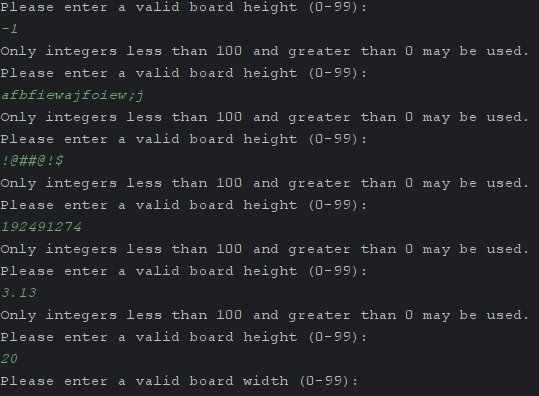 Please enter a valid board height (0-99):
-1
Only integers less than 100 and greater than 0 may be used.
Please enter a valid board height (0-99):
afbfiewajfoiew;j
Only integers less than 100 and greater than 0 may be used.
Please enter a valid board height (0-99):
!@##@!$
Only integers less than 100 and greater than 0 may be used.
Please enter a valid board height (0-99):
192491274
Only integers less than 100 and greater than 0 may be used.
Please enter a valid board height (0-99):
3.13
Only integers less than 100 and greater than 0 may be used.
Please enter a valid board height (0-99):
20
Please enter a valid board width (0-99):